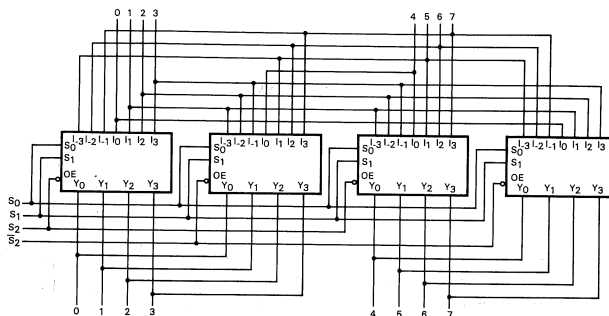 0 1 2 3 4 5 6 7
I-3 I-2 I-1 I0 I1 I2 I3 I-3 I-2 I-1 I0 I1 I2 I3 I-3 I-2 I-1 I0 I1 I2 I3 I-3 I-2 I-1 I0 I1 I2 I3
S0 S0 S0 S0
S1 S1 S1 S1
OE OE OE OE
Y0 Y1 Y2 Y3 Y0 Y1 Y2 Y3 Y0 Y1 Y2 Y3 Y0 Y1 Y2 Y3
S0
S1
S2
S̅2
0 1 2 3 4 5 6 7